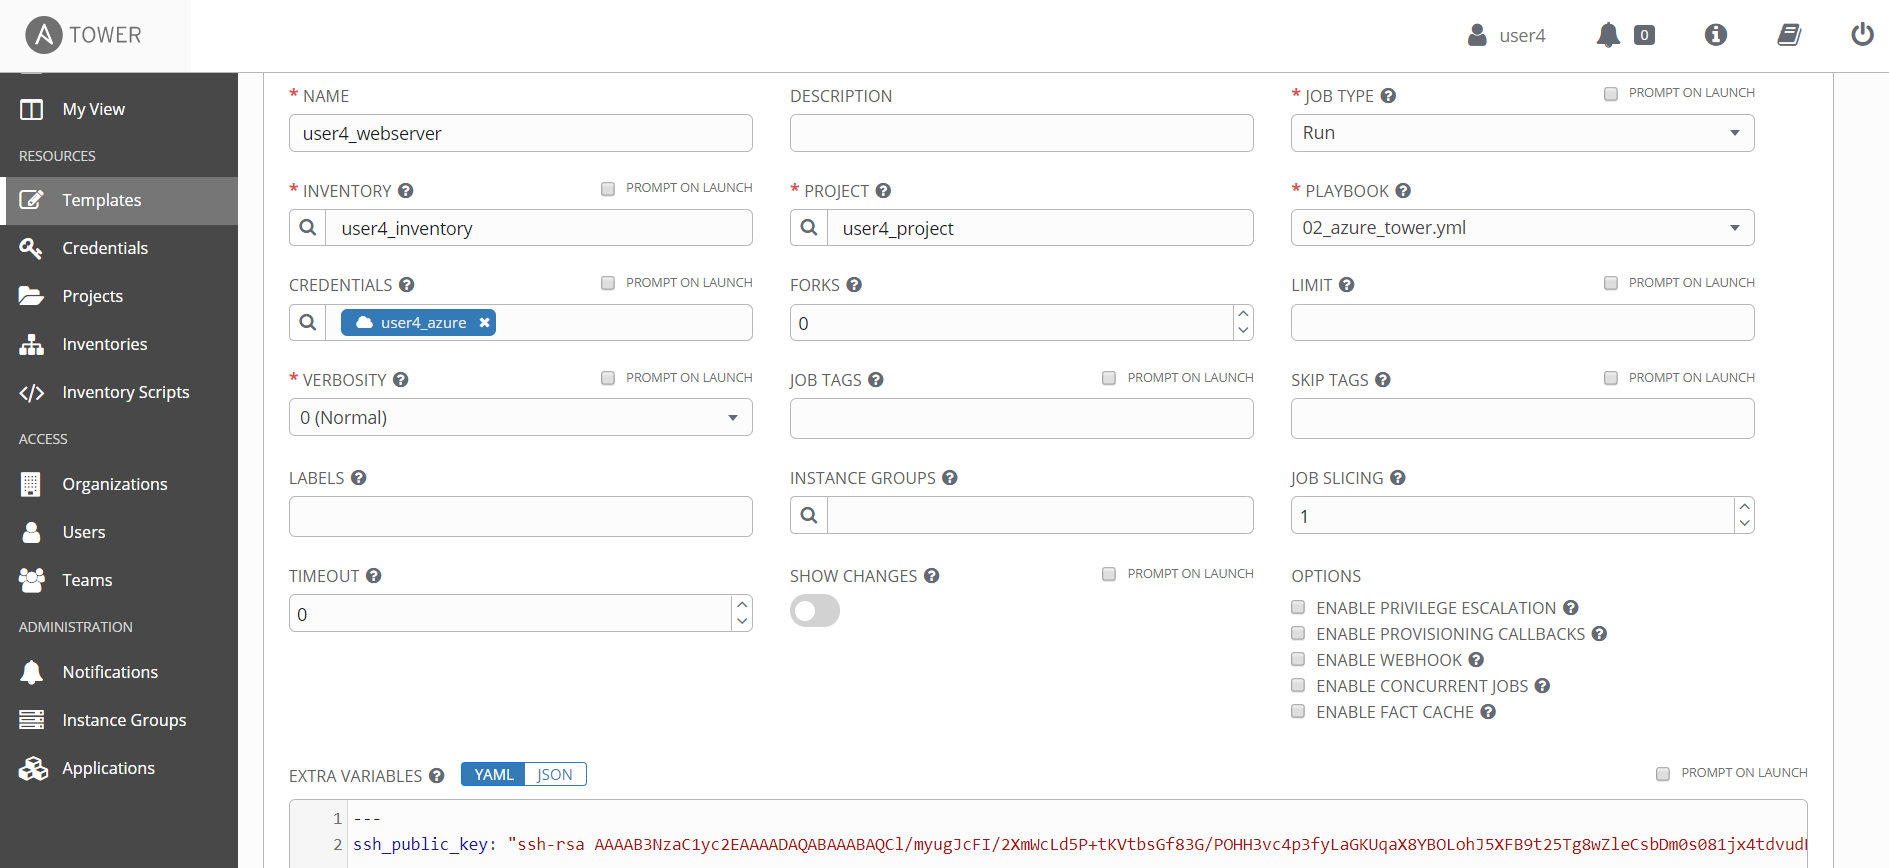 TOWER
user4
0
My View
RESOURCES
Templates
Credentials
Projects
Inventories
Inventory Scripts
ACCESS
Organizations
Users
Teams
ADMINISTRATION
Notifications
Instance Groups
Applications
* NAME
user4_webserver
DESCRIPTION
* JOB TYPE
PROMPT ON LAUNCH
Run
* INVENTORY
PROMPT ON LAUNCH
user4_inventory
* PROJECT
user4_project
* PLAYBOOK
02_azure_tower.yml
CREDENTIALS
PROMPT ON LAUNCH
user4_azure
FORKS
0
LIMIT
PROMPT ON LAUNCH
* VERBOSITY
PROMPT ON LAUNCH
0 (Normal)
JOB TAGS
PROMPT ON LAUNCH
SKIP TAGS
PROMPT ON LAUNCH
LABELS
INSTANCE GROUPS
JOB SLICING
1
TIMEOUT
0
SHOW CHANGES
PROMPT ON LAUNCH
OPTIONS
ENABLE PRIVILEGE ESCALATION
ENABLE PROVISIONING CALLBACKS
ENABLE WEBHOOK
ENABLE CONCURRENT JOBS
ENABLE FACT CACHE
EXTRA VARIABLES
YAML JSON
PROMPT ON LAUNCH
1 ---
2 ssh_public_key: "ssh-rsa AAAAB3NzaC1yc2EAAAADAQABAAABAQCl/myugJcFI/2XmWcLd5P+tKVtbsGf83G/POHH3vc4p3fyLaGKUqaX8YBOLohJ5XFB9t25Tg8wZleCsbDm0s081jx4tdvud